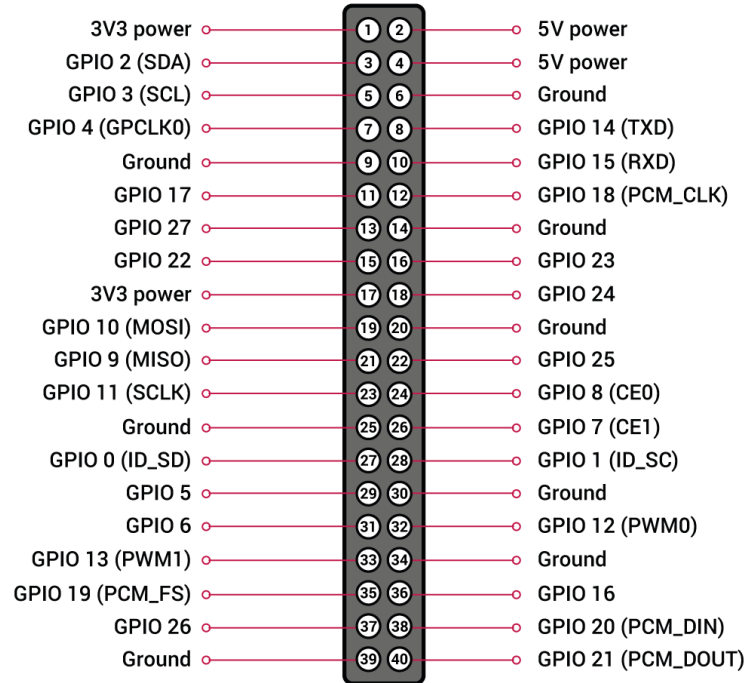 3V3 power 1 2 5V power
GPIO 2 (SDA) 3 4 5V power
GPIO 3 (SCL) 5 6 Ground
GPIO 4 (GPCLK0) 7 8 GPIO 14 (TXD)
Ground 9 10 GPIO 15 (RXD)
GPIO 17 11 12 GPIO 18 (PCM_CLK)
GPIO 27 13 14 Ground
GPIO 22 15 16 GPIO 23
3V3 power 17 18 GPIO 24
GPIO 10 (MOSI) 19 20 Ground
GPIO 9 (MISO) 21 22 GPIO 25
GPIO 11 (SCLK) 23 24 GPIO 8 (CE0)
Ground 25 26 GPIO 7 (CE1)
GPIO 0 (ID_SD) 27 28 GPIO 1 (ID_SC)
GPIO 5 29 30 Ground
GPIO 6 31 32 GPIO 12 (PWM0)
GPIO 13 (PWM1) 33 34 Ground
GPIO 19 (PCM_FS) 35 36 GPIO 16
GPIO 26 37 38 GPIO 20 (PCM_DIN)
Ground 39 40 GPIO 21 (PCM_DOUT)